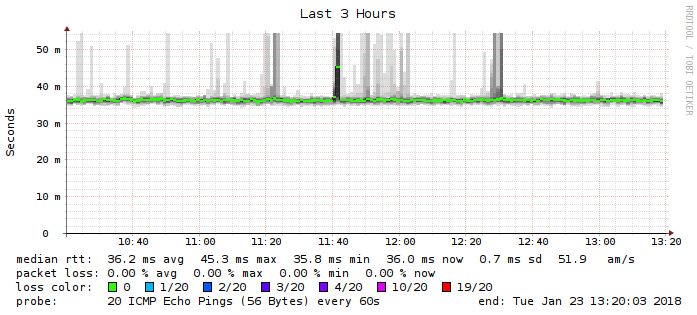 Last 3 Hours
RRDTOOL / TOBI OETIKER
Seconds
50 m
40 m
30 m
20 m
10 m
0
10:40 11:00 11:20 11:40 12:00 12:20 12:40 13:00 13:20
median rtt: 36.2 ms avg 45.3 ms max 35.8 ms min 36.0 ms now 0.7 ms sd 51.9 am/s
packet loss: 0.00 % avg 0.00 % max 0.00 % min 0.00 % now
loss color: 0 1/20 2/20 3/20 4/20 10/20 19/20
probe: 20 ICMP Echo Pings (56 Bytes) every 60s end: Tue Jan 23 13:20:03 2018